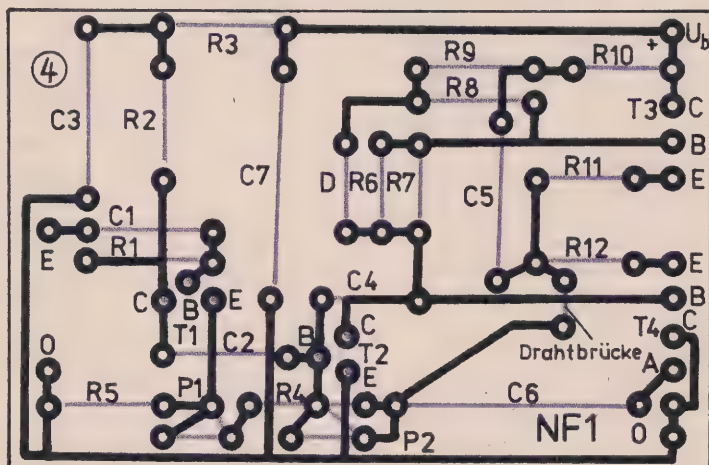 4
R3
+ Ub
R9
R10
R8
T3 C
C3
R2
B
C7
D R6 R7
C5
R11
E
C1
E
R1
R12
E
B
C E
C4
B
T1
C2
B
C
T2
C
T4
Drahtbrücke
A
0
E
R5
P1
R4
C6
P2
NF1
0